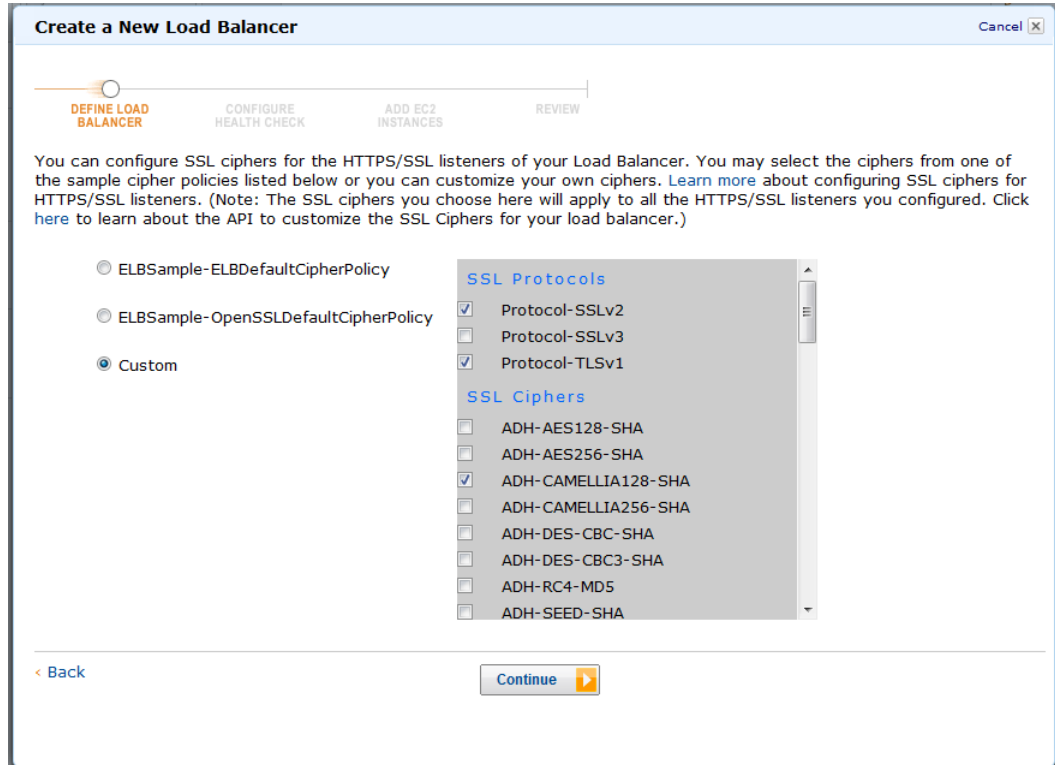 Create a New Load Balancer
Cancel
DEFINE LOAD
BALANCER
CONFIGURE
HEALTH CHECK
ADD EC2
INSTANCES
REVIEW
You can configure SSL ciphers for the HTTPS/SSL listeners of your Load Balancer. You may select the ciphers from one of
the sample cipher policies listed below or you can customize your own ciphers. Learn more about configuring SSL ciphers for
HTTPS/SSL listeners. (Note: The SSL ciphers you choose here will apply to all the HTTPS/SSL listeners you configured. Click
here to learn about the API to customize the SSL Ciphers for your load balancer.)
ELBSample-ELBDefaultCipherPolicy
ELBSample-OpenSSLDefaultCipherPolicy
Custom
SSL Protocols
Protocol-SSLv2
Protocol-SSLv3
Protocol-TLSv1
SSL Ciphers
ADH-AES128-SHA
ADH-AES256-SHA
ADH-CAMELLIA128-SHA
ADH-CAMELLIA256-SHA
ADH-DES-CBC-SHA
ADH-DES-CBC3-SHA
ADH-RC4-MD5
ADH-SEED-SHA
< Back
Continue